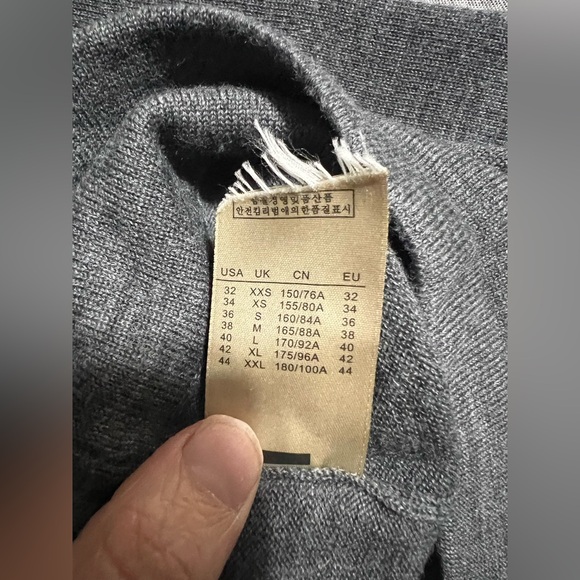 안전킬리법애의한품질표시
USA UK CN EU
32 XXS 150/76A 32
34 XS 155/80A 34
36 S 160/84A 36
38 M 165/88A 38
40 L 170/92A 40
42 XL 175/96A 42
44 XXL 180/100A 44